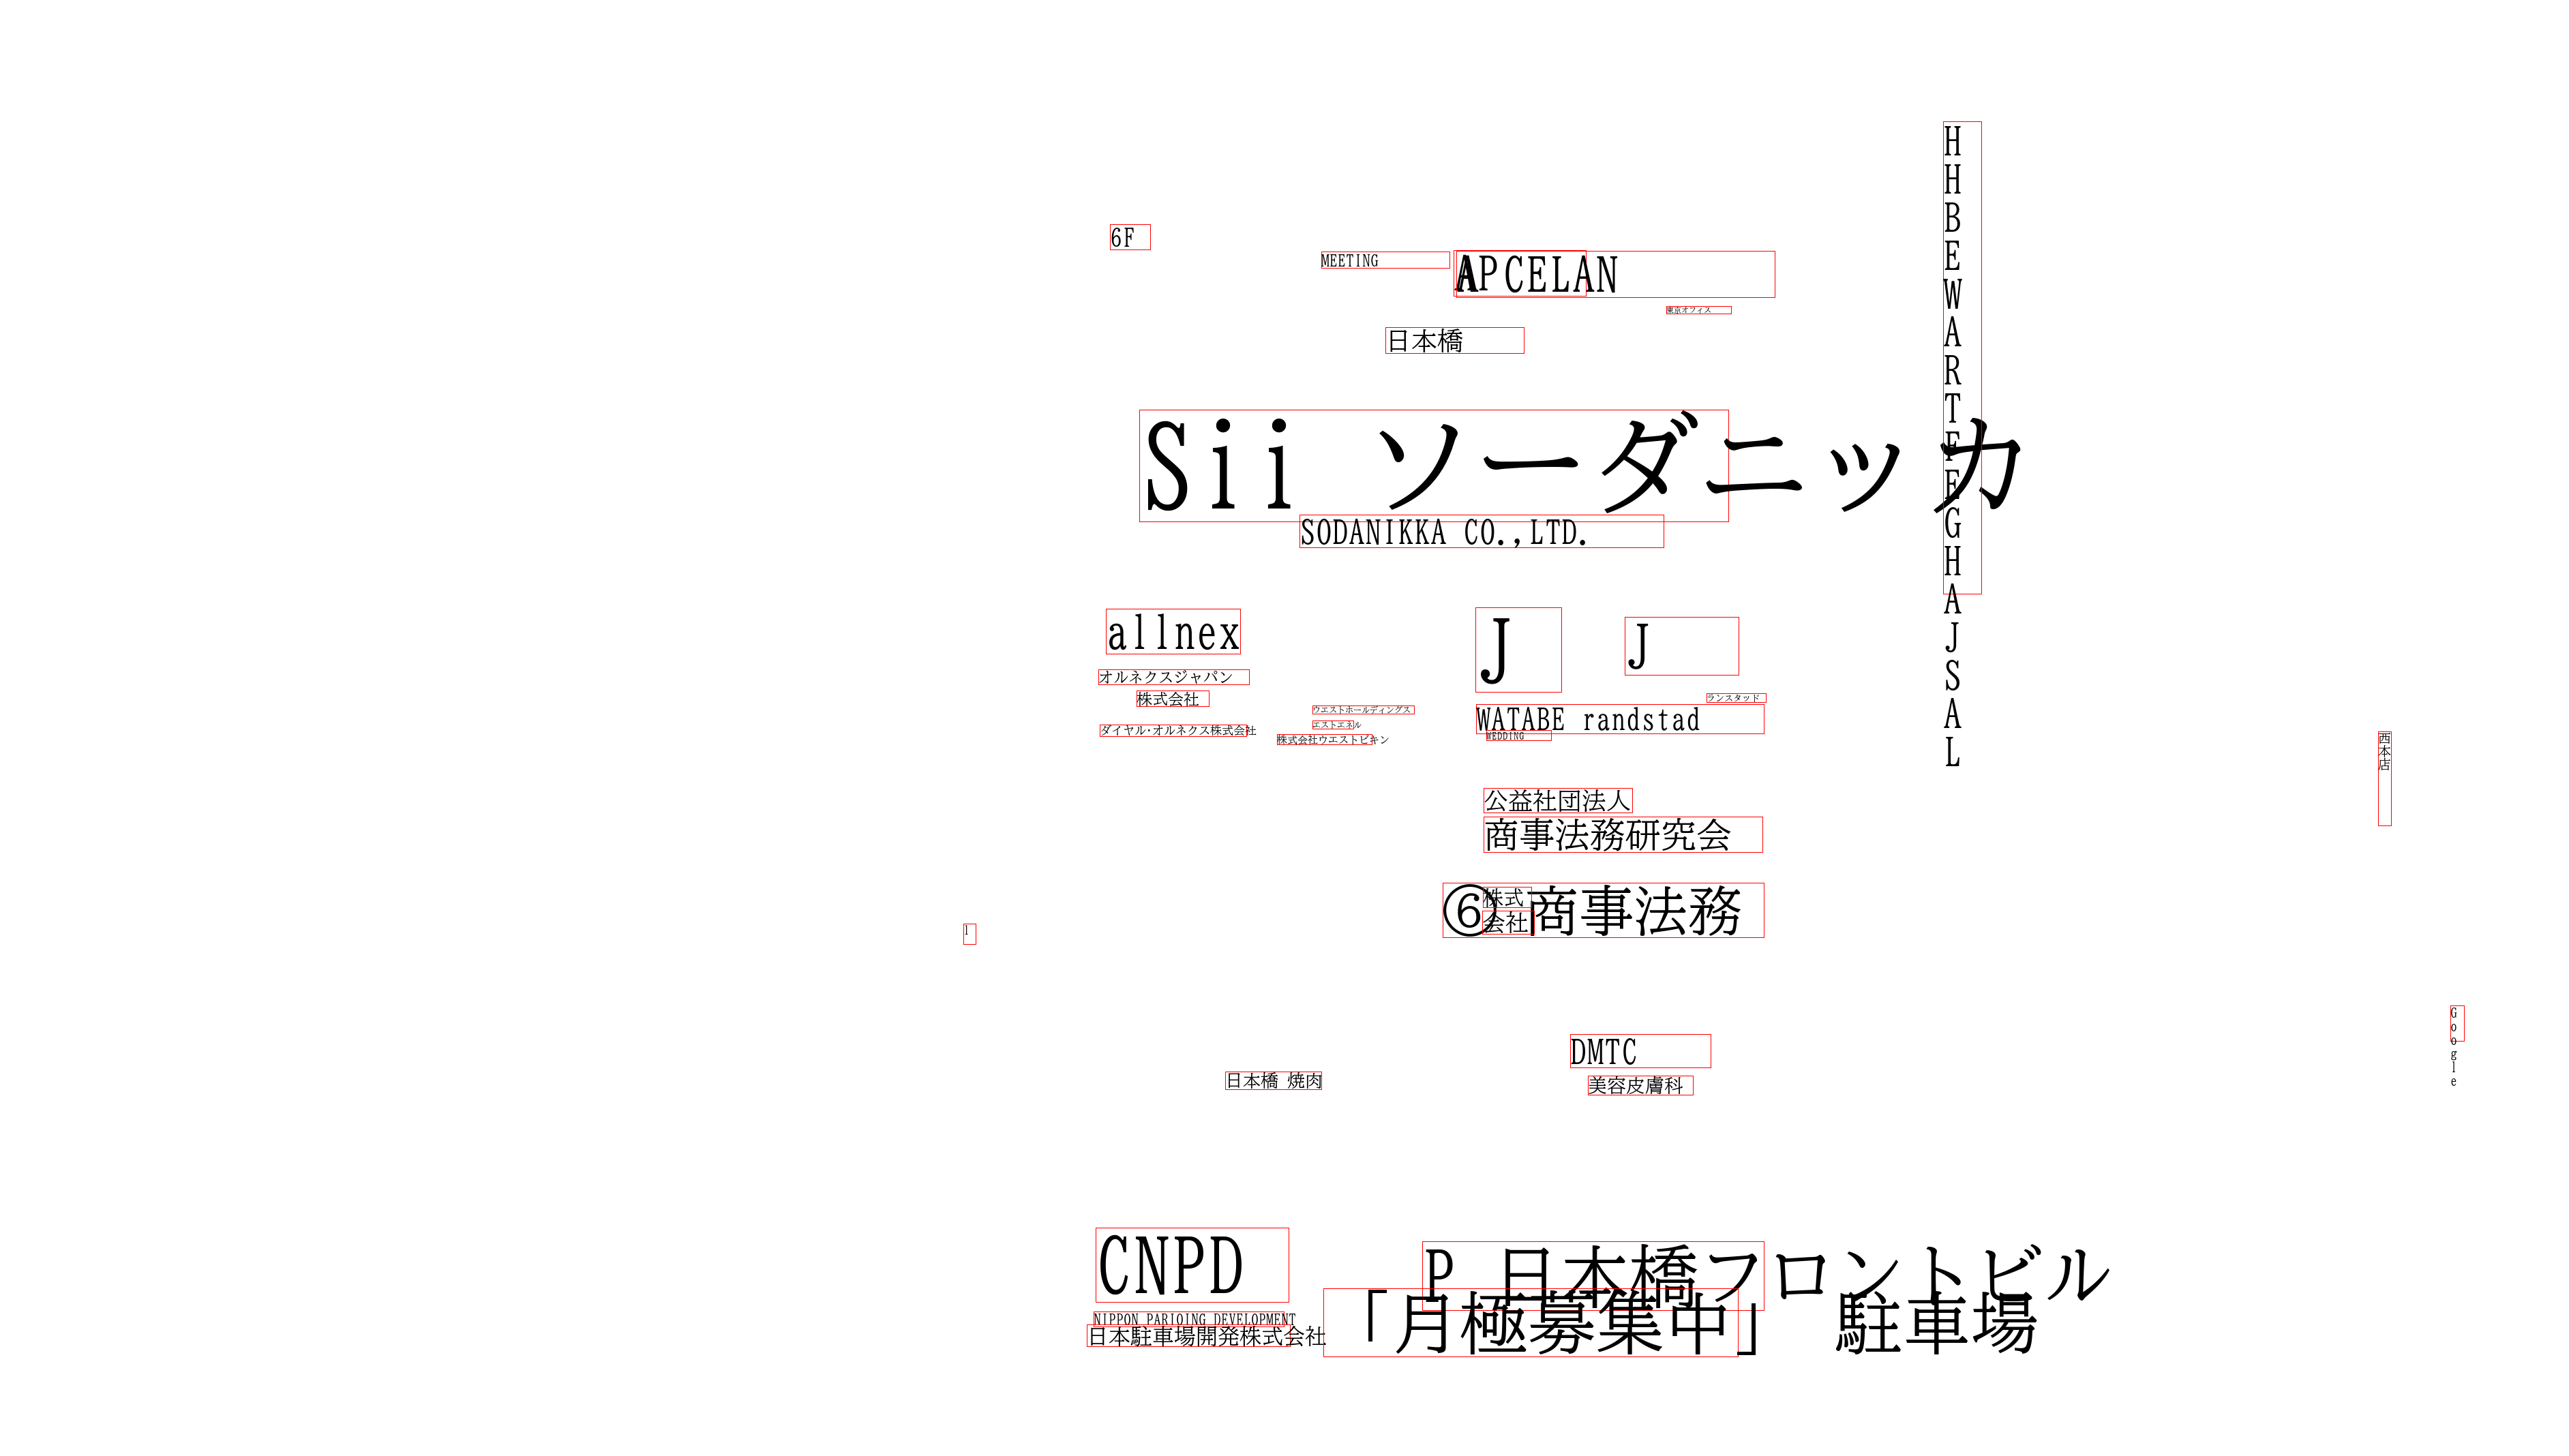 HHBEWARTFEGHAJSAL
6F
MEETING
A
APCELAN
東京オフィス
日本橋
Sii ソーダニッカ
SODANIKKA CO.,LTD.
allnex
オルネクスジャパン
株式会社
ダイヤル・オルネクス株式会社
ウエストホールディングス
エストエネル
株式会社ウエストビキン
J
J
ランスタッド
WATABE randstad
WEDDING
西本店
公益社団法人
商事法務研究会
⑥ 商事法務
株式
会社
1
Google
DMTC
美容皮膚科
日本橋 焼肉
CNPD
NIPPON PARIOING DEVELOPMENT
日本駐車場開発株式会社
P 日本橋フロントビル
「月極募集中」 駐車場